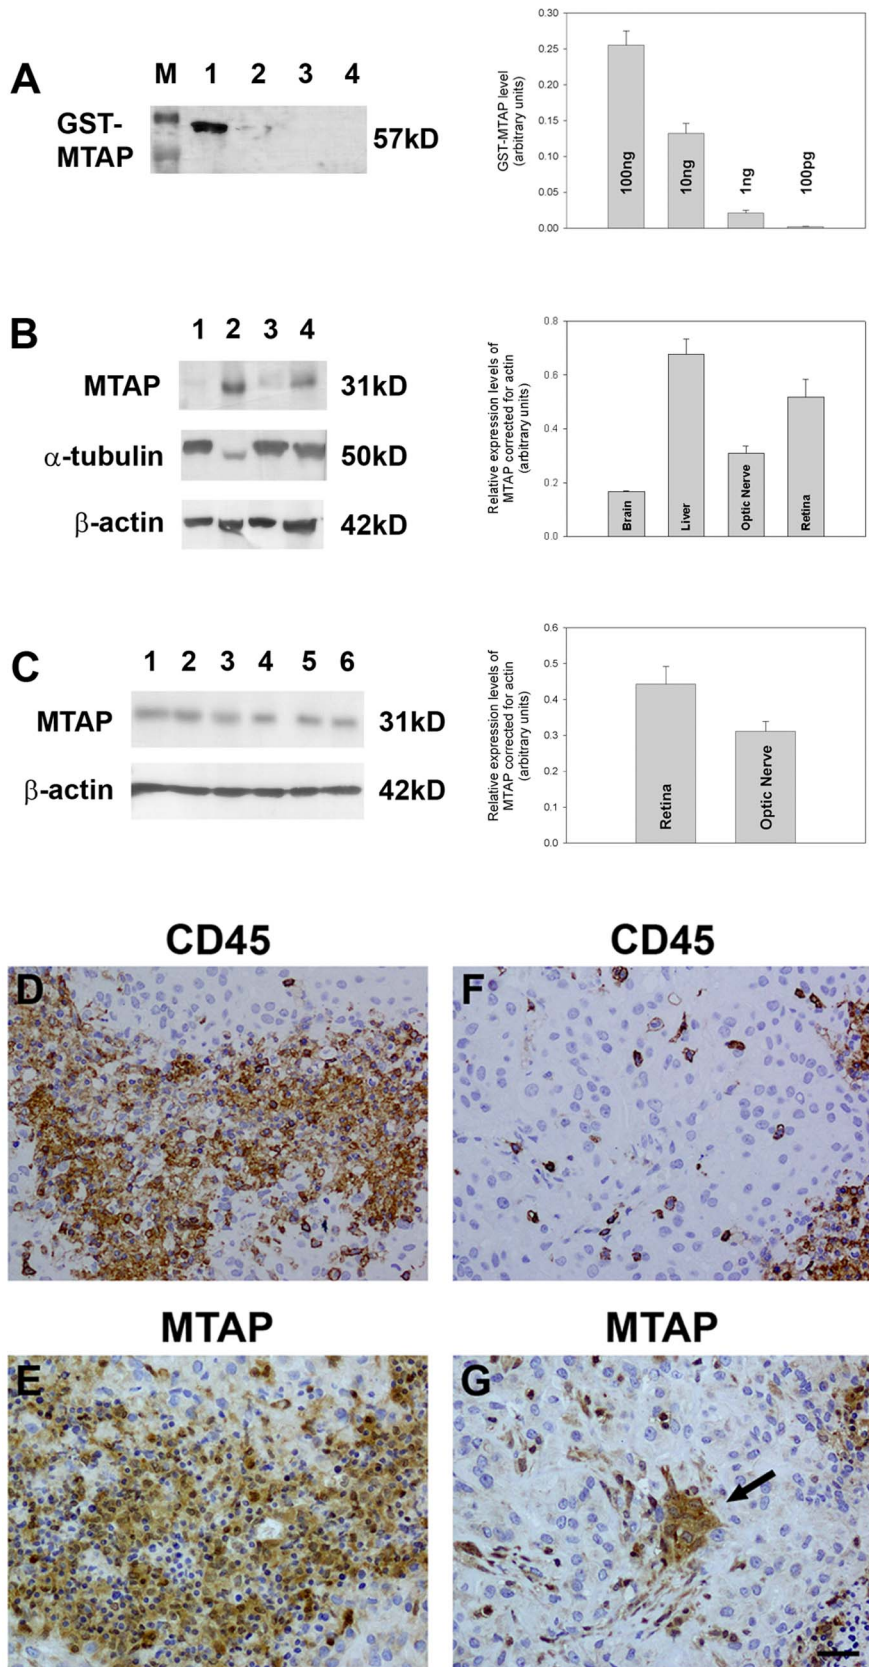 A
M 1 2 3 4
GST-
MTAP
57kD
GST-MTAP level
(arbitrary units)
0.30
0.25
0.20
0.15
0.10
0.05
0.00
100ng
10ng
1ng
100pg
B
1 2 3 4
MTAP
31kD
α-tubulin
50kD
β-actin
42kD
Relative expression levels of
MTAP corrected for actin
(arbitrary units)
0.8
0.6
0.4
0.2
0.0
Brain
Liver
Optic Nerve
Retina
C
1 2 3 4 5 6
MTAP
31kD
β-actin
42kD
Relative expression levels of
MTAP corrected for actin
(arbitrary units)
0.6
0.5
0.4
0.3
0.2
0.1
0.0
Retina
Optic Nerve
CD45
D
CD45
F
MTAP
E
MTAP
G